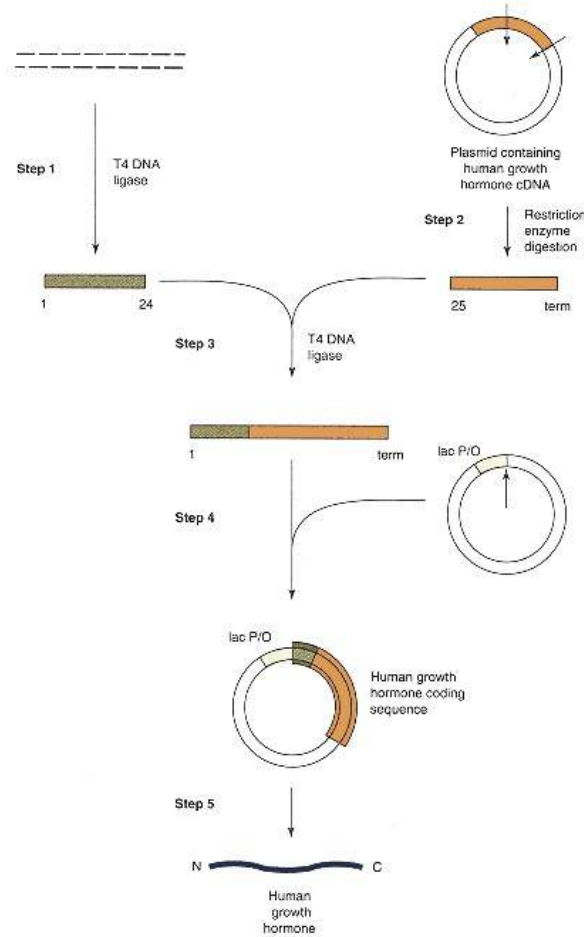 Step 1
T4 DNA
ligase
Plasmid containing
human growth
hormone cDNA
Step 2
Restriction
enzyme
digestion
1
24
25
term
Step 3
T4 DNA
ligase
1
term
lac P/O
Step 4
lac P/O
Human growth
hormone coding
sequence
Step 5
N
C
Human
growth
hormone